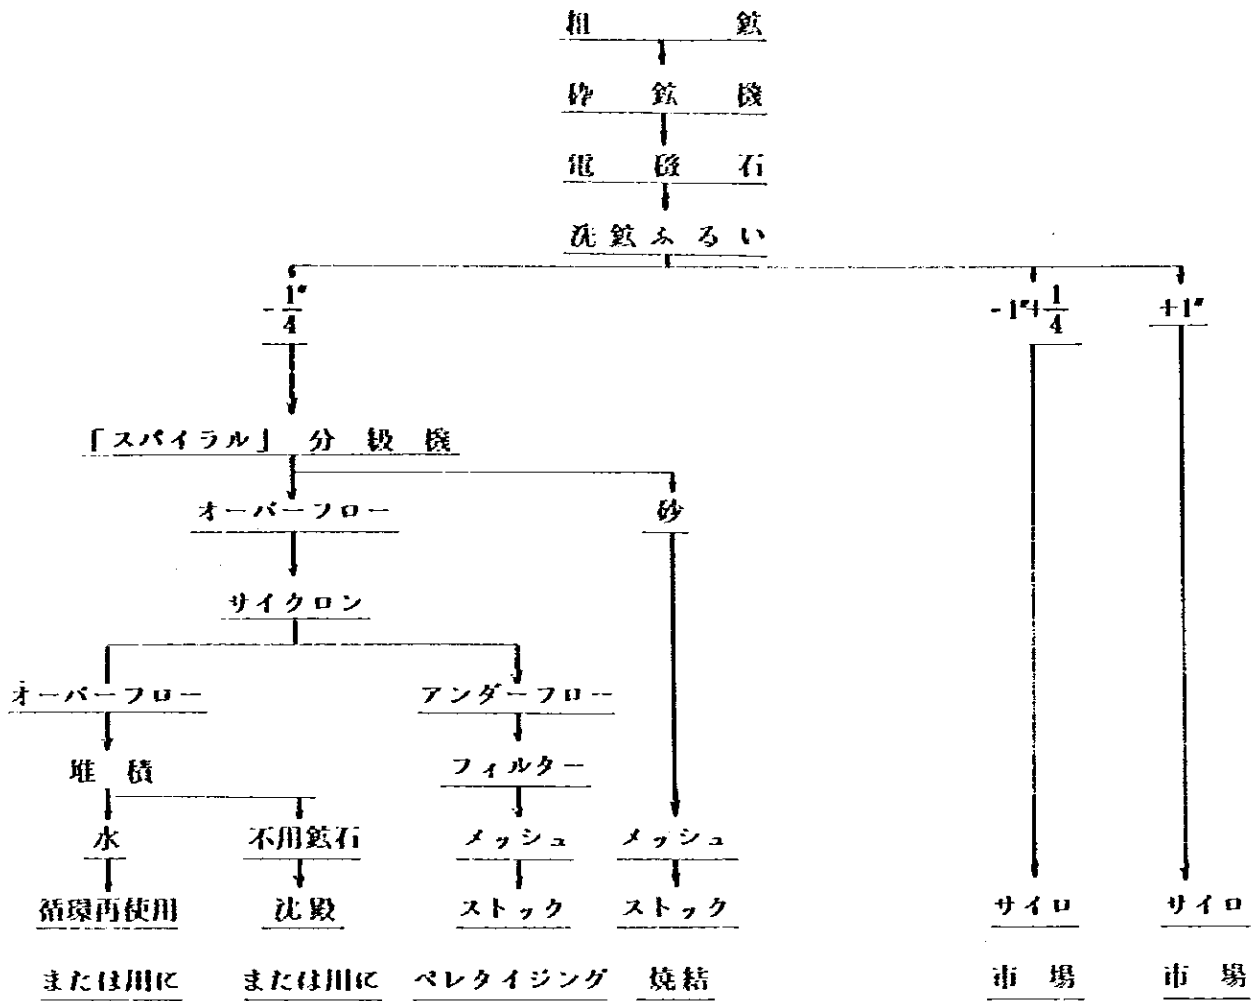 粗鉱
砕鉱機
電磁石
洗鉱ふるい
-1/4" -1"+1/4 +1"
「スパイラル」分級機
オーバーフロー 砂
サイクロン
オーバーフロー アンダーフロー
堆積 フィルター
水 不用鉱石 メッシュ メッシュ
循環再使用 沈殿 ストック ストック サイロ サイロ
または川に または川に ペレタイジング 焼結 市場 市場